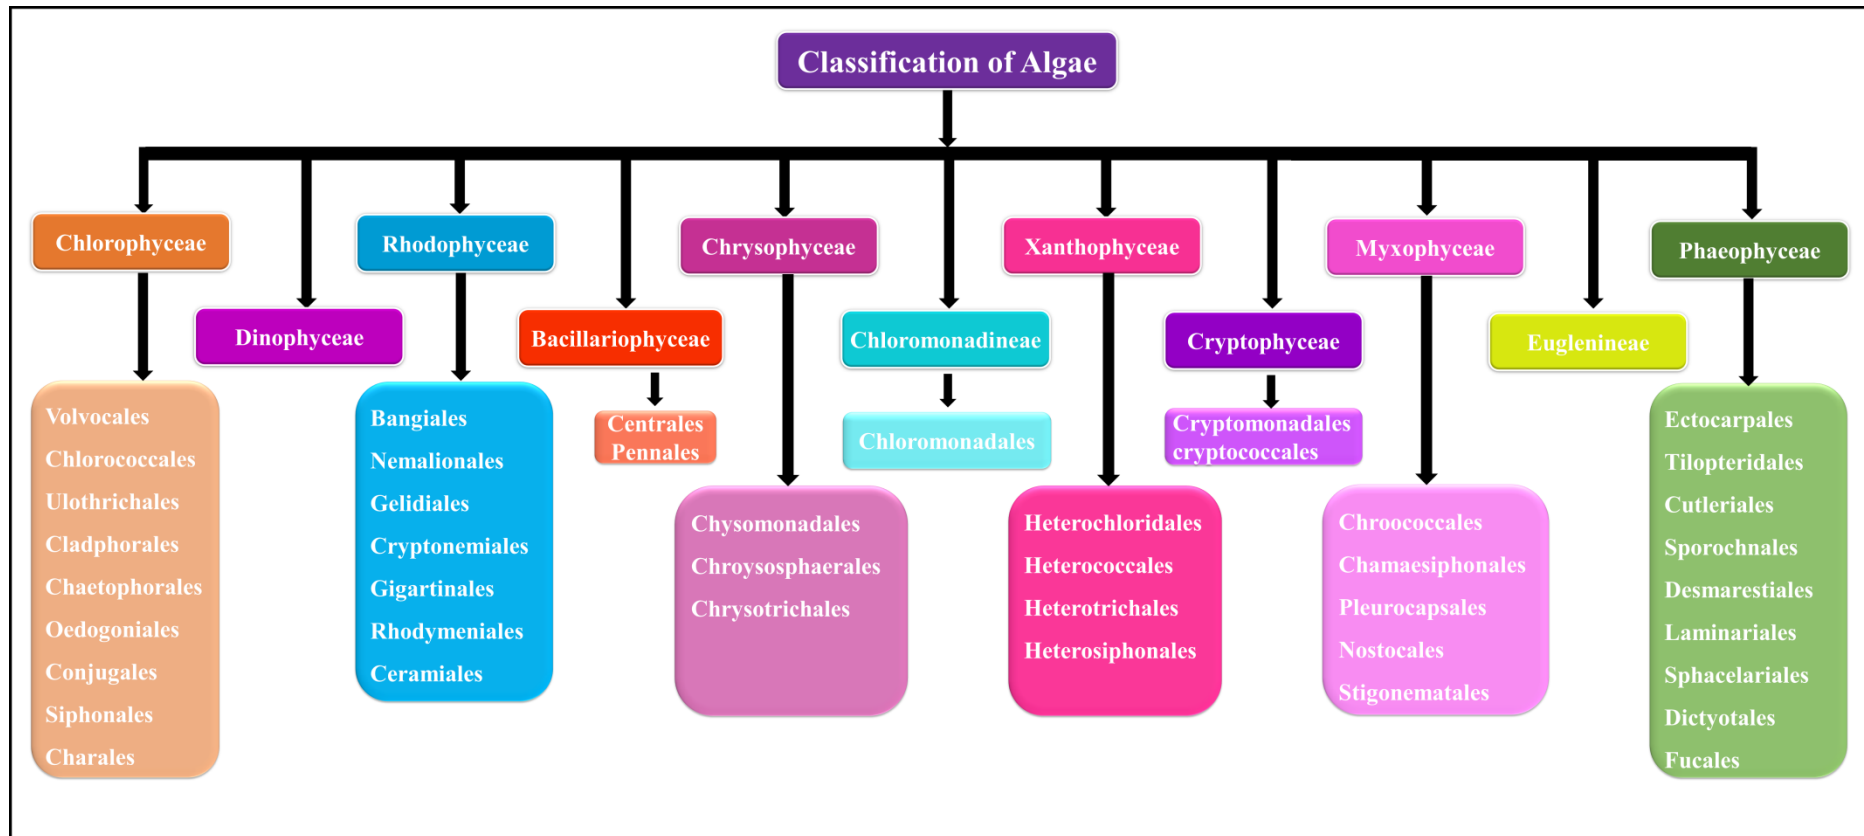 Classification of Algae
Chlorophyceae
Rhodophyceae
Chrysophyceae
Xanthophyceae
Myxophyceae
Phaeophyceae
Dinophyceae
Bacillariophyceae
Chloromonadineae
Cryptophyceae
Euglenineae
Volvocales
Chlorococcales
Ulothrichales
Cladphorales
Chaetophorales
Oedogoniales
Conjugales
Siphonales
Charales
Bangiales
Nemalionales
Gelidiales
Cryptonemiales
Gigartinales
Rhodymeniales
Ceramiales
Centrales
Pennales
Chysomonadales
Chroysosphaerales
Chrysotrichales
Chloromonadales
Heterochloridales
Heterococcales
Heterotrichales
Heterosiphonales
Cryptomonadales
cryptococcales
Chroococcales
Chamaesiphonales
Pleurocapsales
Nostocales
Stigonematales
Ectocarpales
Tilopteridales
Cutleriales
Sporochnales
Desmarestiales
Laminariales
Sphacelariales
Dictyotales
Fucales